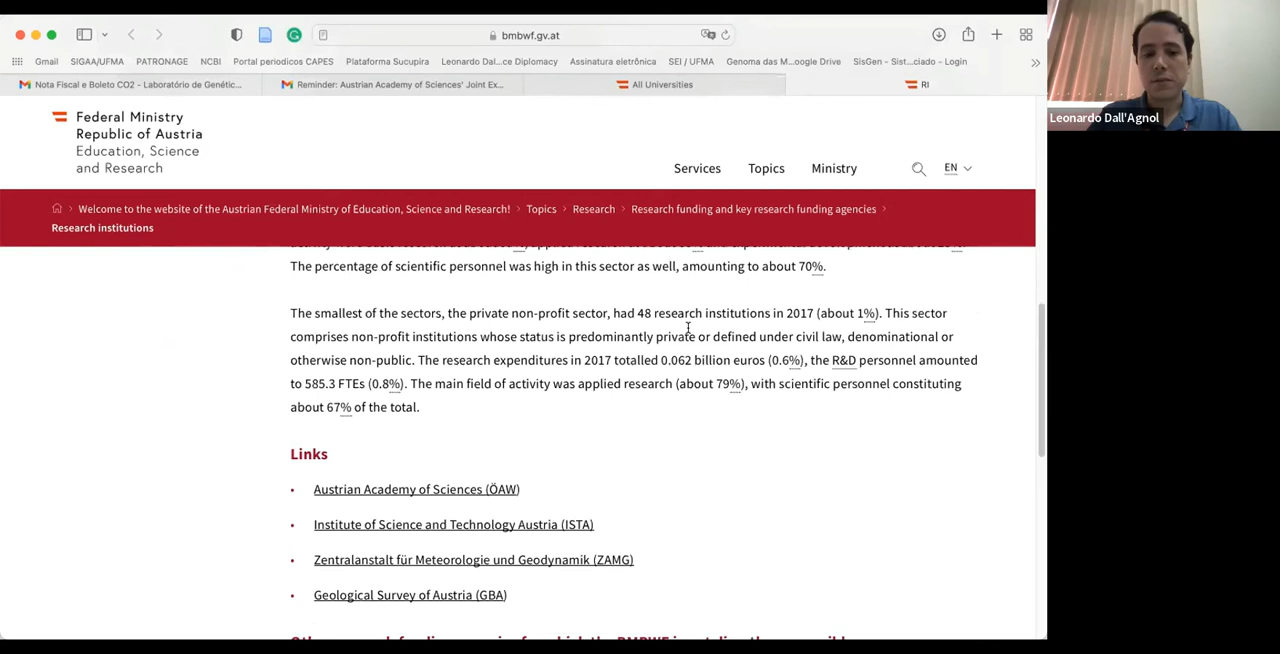 bmbwf.gv.at
Gmail SIGAA/UFMA PATRONAGE NCBI Portal periodicos CAPES Plataforma Sucupira Leonardo Dal...ce Diplomacy Assinatura eletrônica SEI / UFMA Genoma das M...oogle Drive SisGen - Sist...ciado - Login
Nota Fiscal e Boleto CO2 - Laboratório de Genétic... Reminder: Austrian Academy of Sciences' Joint Ex... All Universities RI
Leonardo Dall'Agnol
Federal Ministry
Republic of Austria
Education, Science
and Research
Services Topics Ministry EN
Welcome to the website of the Austrian Federal Ministry of Education, Science and Research! > Topics > Research > Research funding and key research funding agencies >
Research institutions
The percentage of scientific personnel was high in this sector as well, amounting to about 70%.
The smallest of the sectors, the private non-profit sector, had 48 research institutions in 2017 (about 1%). This sector
comprises non-profit institutions whose status is predominantly private or defined under civil law, denominational or
otherwise non-public. The research expenditures in 2017 totalled 0.062 billion euros (0.6%), the R&D personnel amounted
to 585.3 FTEs (0.8%). The main field of activity was applied research (about 79%), with scientific personnel constituting
about 67% of the total.
Links
• Austrian Academy of Sciences (ÖAW)
• Institute of Science and Technology Austria (ISTA)
• Zentralanstalt für Meteorologie und Geodynamik (ZAMG)
• Geological Survey of Austria (GBA)